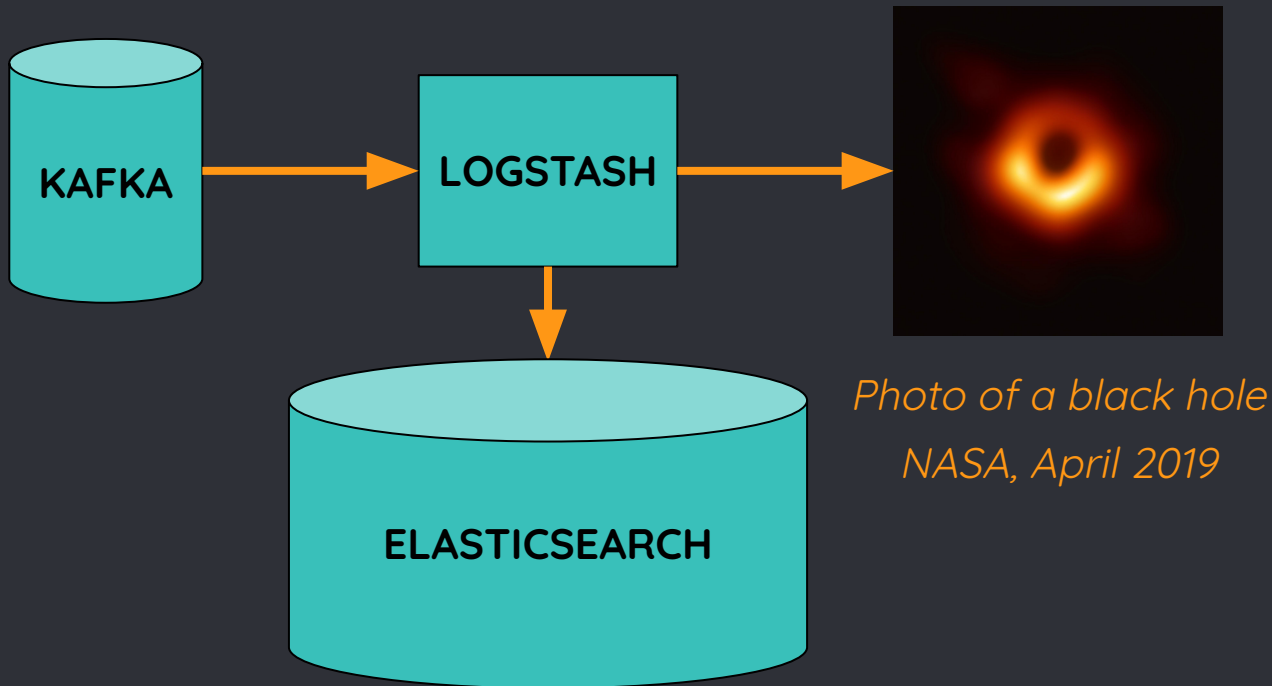 KAFKA
LOGSTASH
Photo of a black hole
NASA, April 2019
ELASTICSEARCH